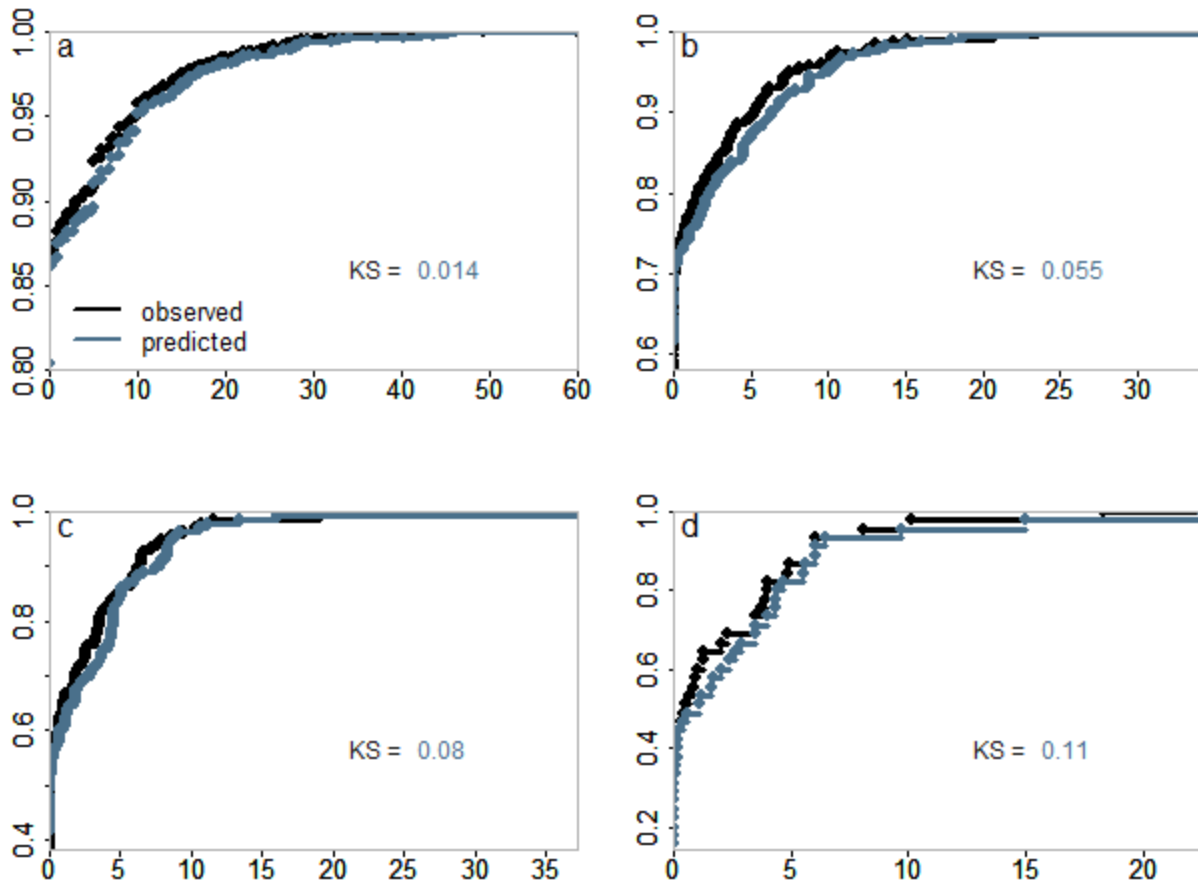 a
1.00
0.95
0.90
0.85
0.80
KS = 0.014
observed
predicted
0 10 20 30 40 50 60
b
1.0
0.9
0.8
0.7
0.6
KS = 0.055
0 5 10 15 20 25 30
c
1.0
0.8
0.6
0.4
KS = 0.08
0 5 10 15 20 25 30 35
d
1.0
0.8
0.6
0.4
0.2
KS = 0.11
0 5 10 15 20